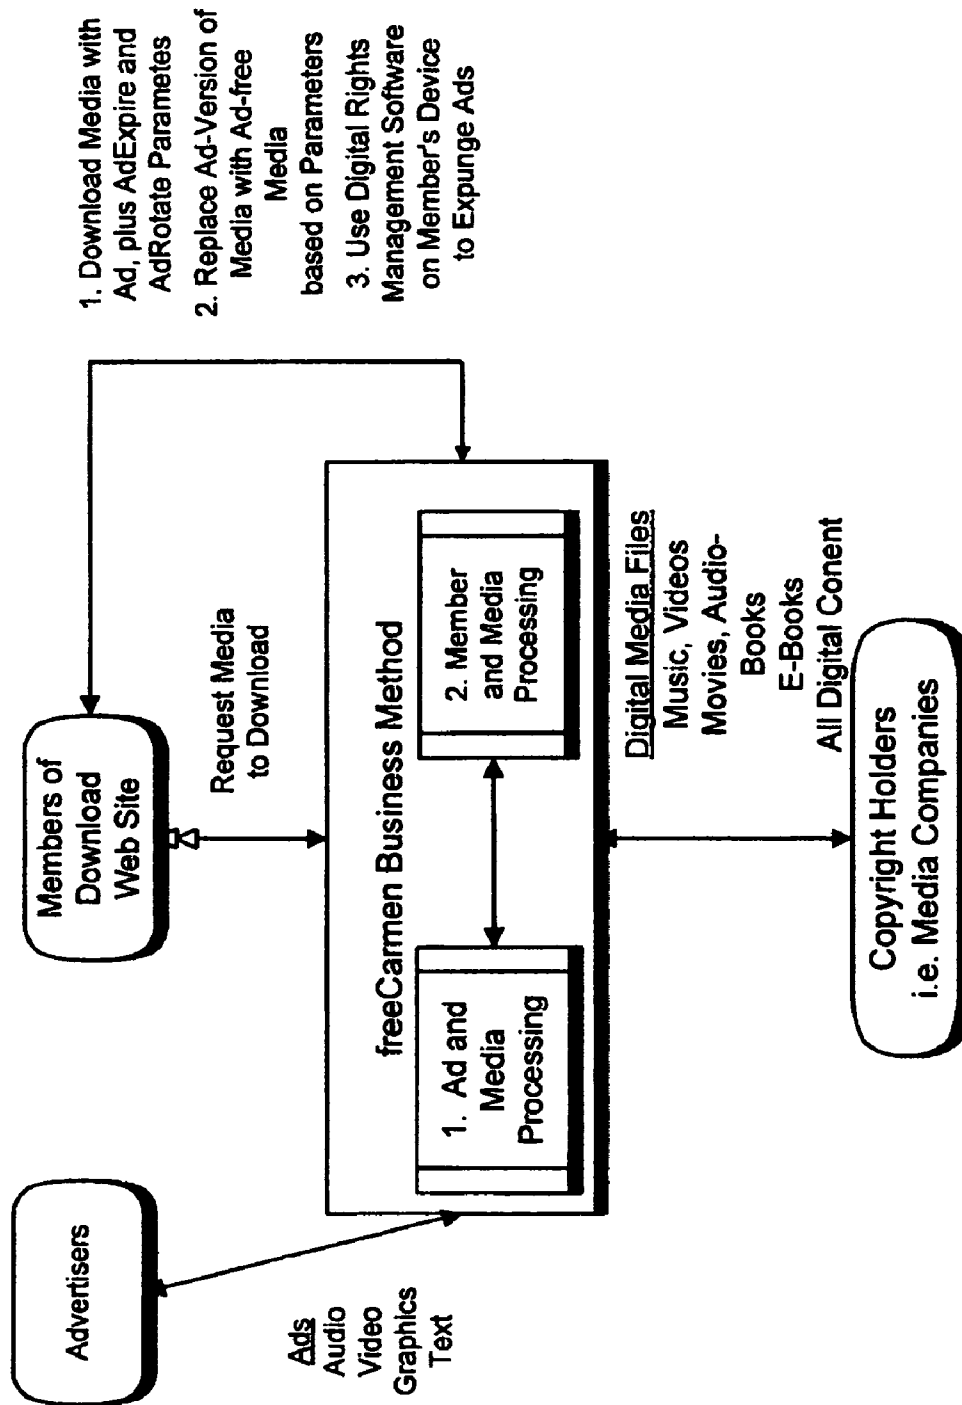 Advertisers
Members of
Download
Web Site
1. Download Media with
Ad, plus AdExpire and
AdRotate Parametes
2. Replace Ad-Version of
Media with Ad-free
Media
based on Parameters
3. Use Digital Rights
Management Software
on Member's Device
to Expunge Ads
Ads
Audio
Video
Graphics
Text
Request Media
to Download
freeCarmen Business Method
1. Ad and
Media
Processing
2. Member
and Media
Processing
Digital Media Files
Music, Videos
Movies, Audio-
Books
E-Books
All Digital Conent
Copyright Holders
i.e. Media Companies